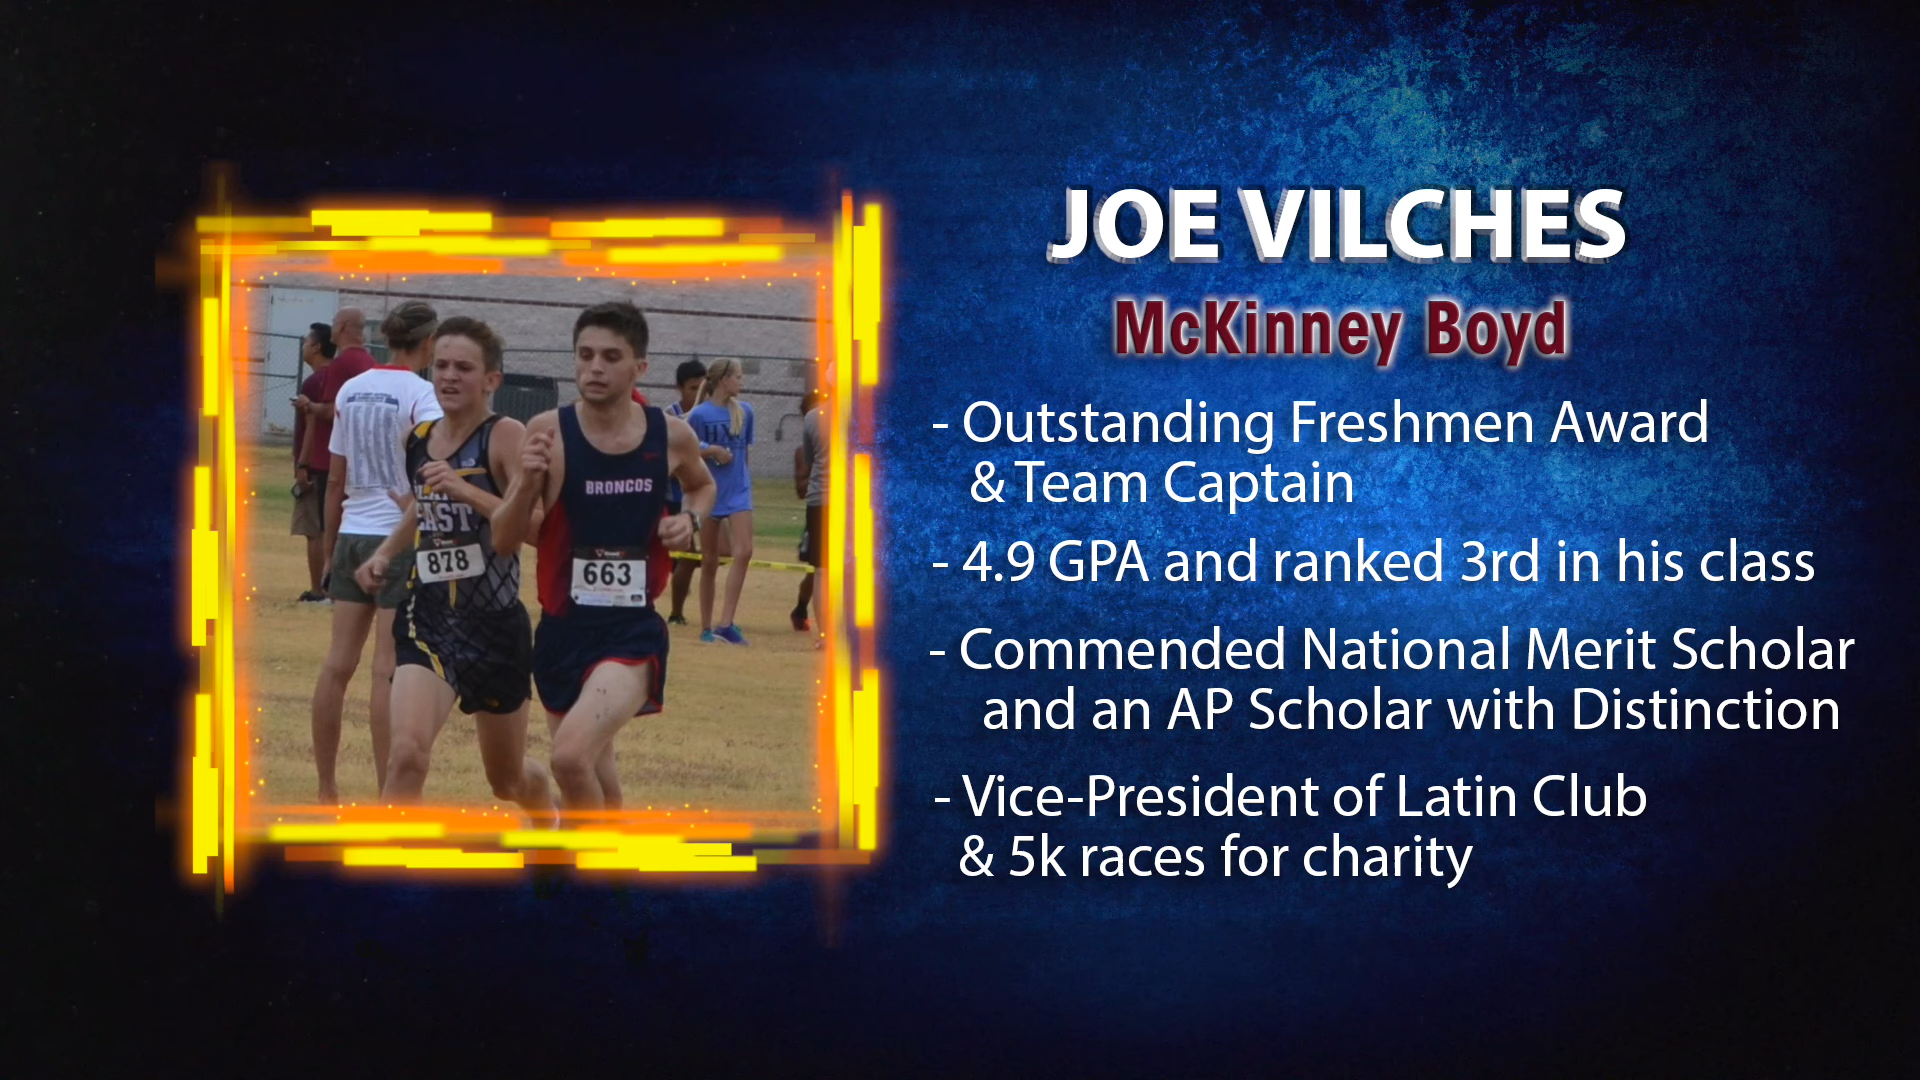 JOE VILCHES
McKinney Boyd
- Outstanding Freshmen Award
& Team Captain
- 4.9 GPA and ranked 3rd in his class
- Commended National Merit Scholar
and an AP Scholar with Distinction
- Vice-President of Latin Club
& 5k races for charity
BRONCOS
EAST
878
663